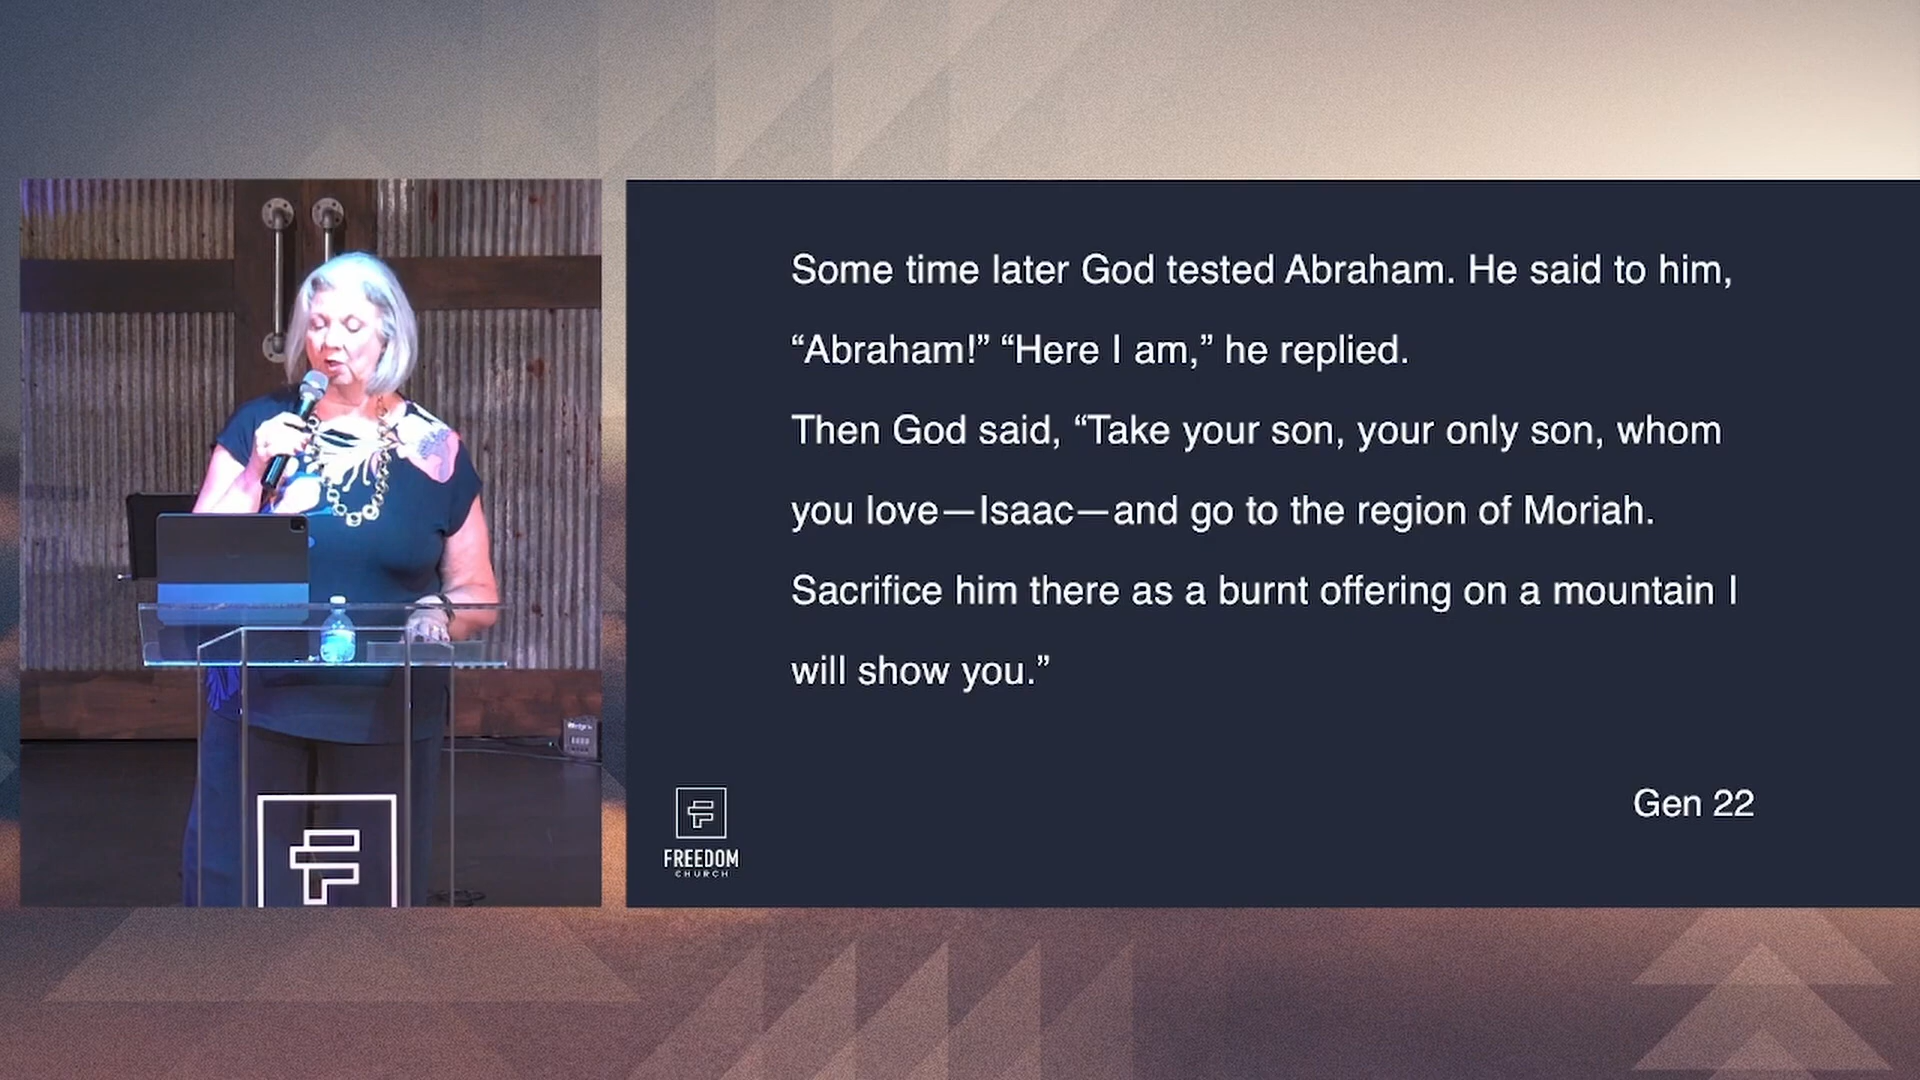 Some time later God tested Abraham. He said to him,
“Abraham!” “Here I am,” he replied.
Then God said, “Take your son, your only son, whom
you love—Isaac—and go to the region of Moriah.
Sacrifice him there as a burnt offering on a mountain I
will show you.”
Gen 22
FREEDOM
CHURCH